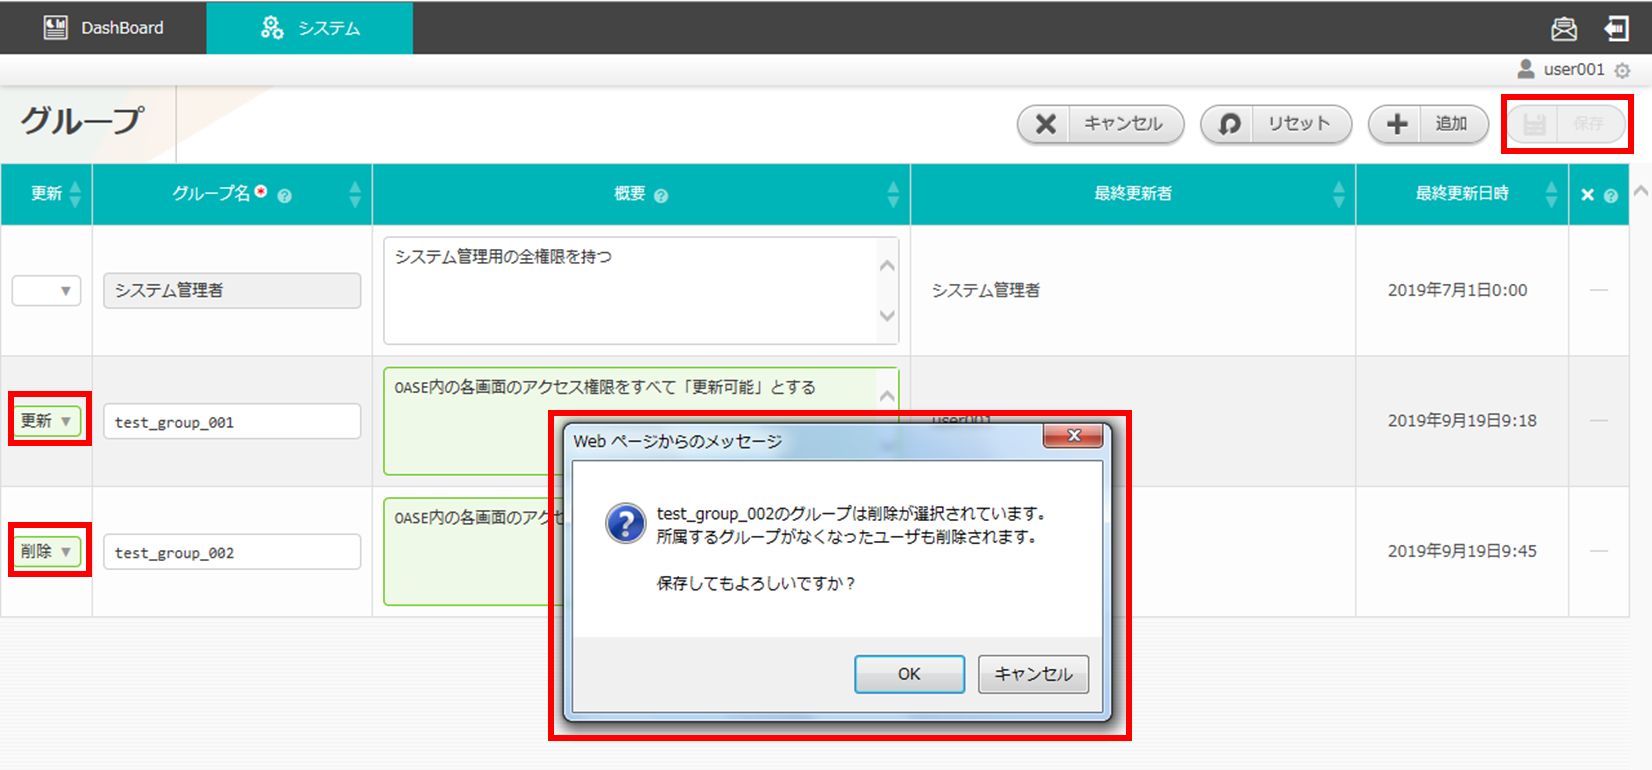 DashBoard
システム
user001
グループ
キャンセル
リセット
追加
保存
更新
グループ名
概要
最終更新者
最終更新日時
システム管理者
システム管理用の全権限を持つ
システム管理者
2019年7月1日0:00
更新
test_group_001
OASE内の各画面のアクセス権限をすべて「更新可能」とする
user001
2019年9月19日9:18
削除
test_group_002
OASE内の各画面のアクセ
2019年9月19日9:45
Web ページからのメッセージ
test_group_002のグループは削除が選択されています。
所属するグループがなくなったユーザも削除されます。
保存してもよろしいですか？
OK
キャンセル